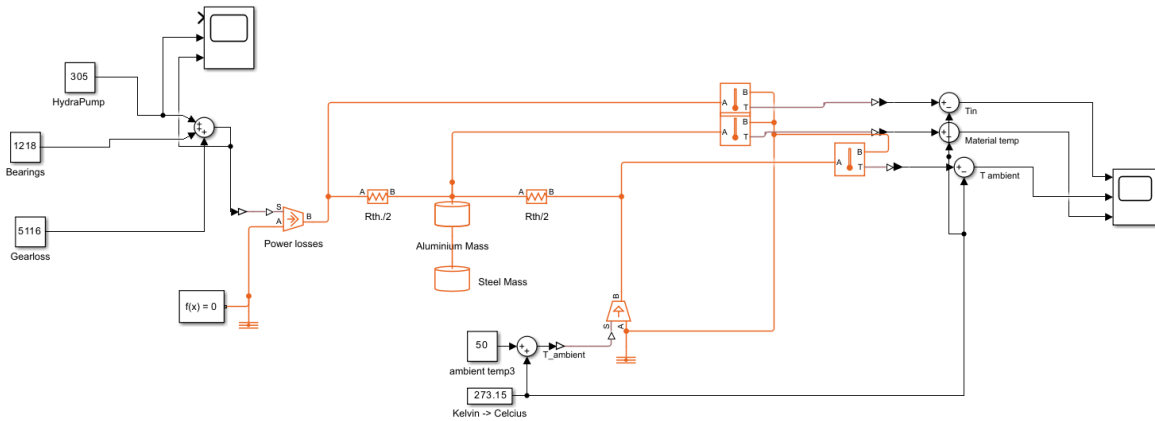 305
HydraPump
1218
Bearings
5116
Gearloss
S
A
B
Power losses
f(x) = 0
A
B
Rth./2
Aluminium Mass
Steel Mass
A
B
Rth/2
A
B
T
A
B
T
A
B
T
Tin
Material temp
T ambient
B
S
A
50
ambient temp3
T_ambient
273.15
Kelvin -> Celcius